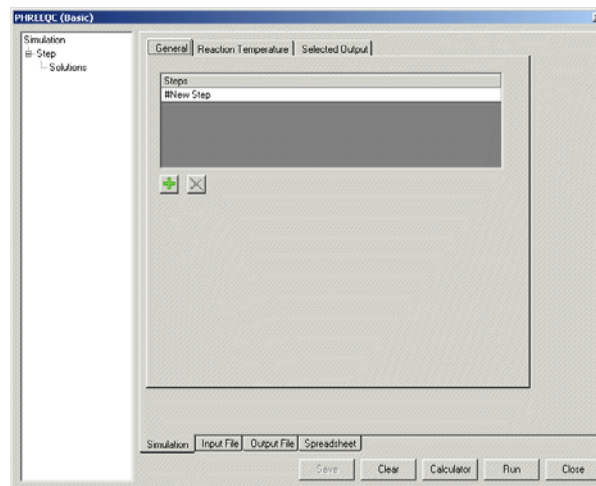 PHREEQC (Basic)
Simulation
Step
Solutions
General
Reaction Temperature
Selected Output
Steps
#New Step
Simulation
Input File
Output File
Spreadsheet
Save
Clear
Calculator
Run
Close